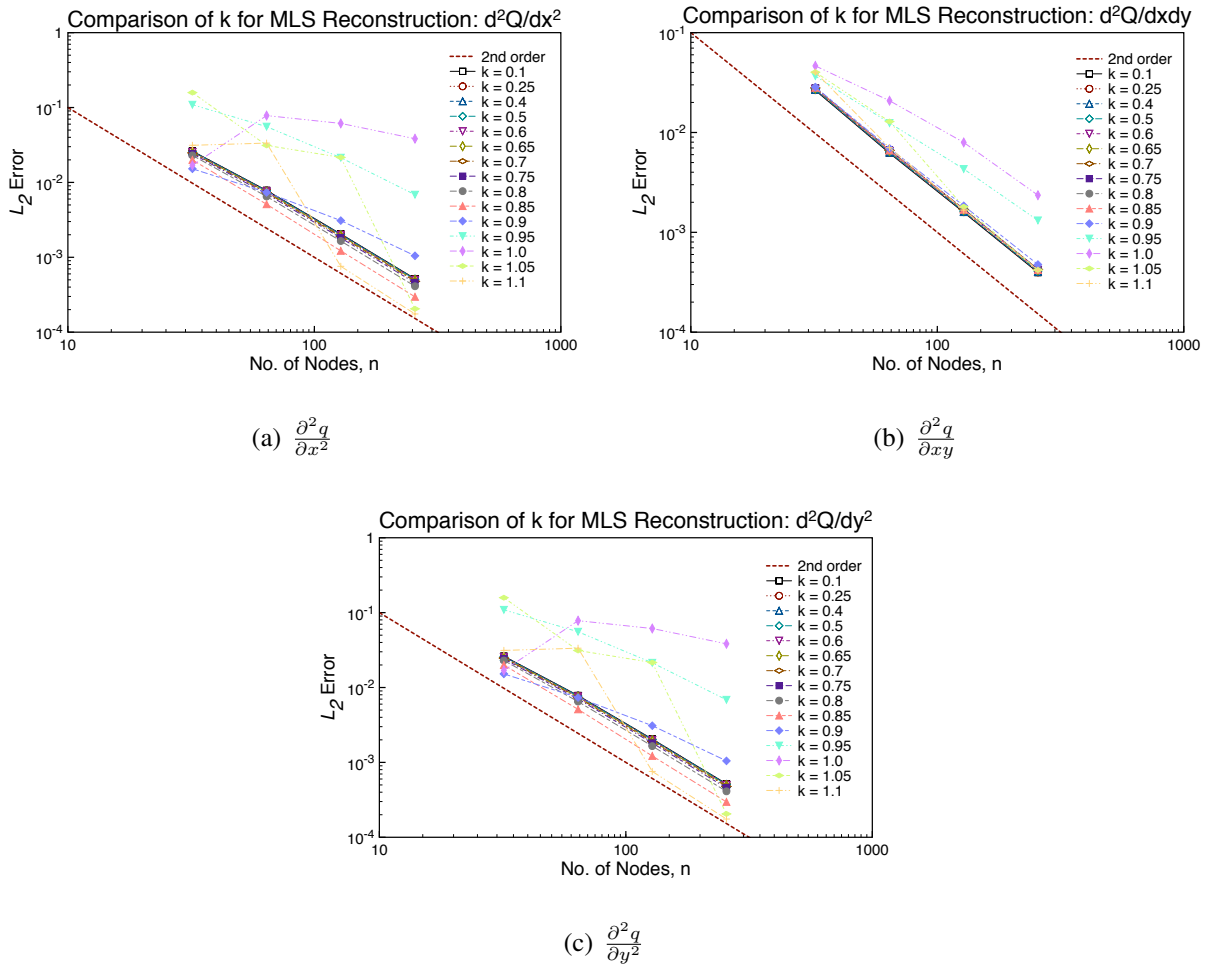 Comparison of k for MLS Reconstruction: d²Q/dx²
1
10⁻¹
10⁻²
10⁻³
10⁻⁴
L₂ Error
10
100
1000
No. of Nodes, n
2nd order
k = 0.1
k = 0.25
k = 0.4
k = 0.5
k = 0.6
k = 0.65
k = 0.7
k = 0.75
k = 0.8
k = 0.85
k = 0.9
k = 0.95
k = 1.0
k = 1.05
k = 1.1
(a) ∂²q/∂x²
Comparison of k for MLS Reconstruction: d²Q/dxdy
10⁻¹
10⁻²
10⁻³
10⁻⁴
L₂ Error
10
100
1000
No. of Nodes, n
2nd order
k = 0.1
k = 0.25
k = 0.4
k = 0.5
k = 0.6
k = 0.65
k = 0.7
k = 0.75
k = 0.8
k = 0.85
k = 0.9
k = 0.95
k = 1.0
k = 1.05
k = 1.1
(b) ∂²q/∂xy
Comparison of k for MLS Reconstruction: d²Q/dy²
1
10⁻¹
10⁻²
10⁻³
10⁻⁴
L₂ Error
10
100
1000
No. of Nodes, n
2nd order
k = 0.1
k = 0.25
k = 0.4
k = 0.5
k = 0.6
k = 0.65
k = 0.7
k = 0.75
k = 0.8
k = 0.85
k = 0.9
k = 0.95
k = 1.0
k = 1.05
k = 1.1
(c) ∂²q/∂y²